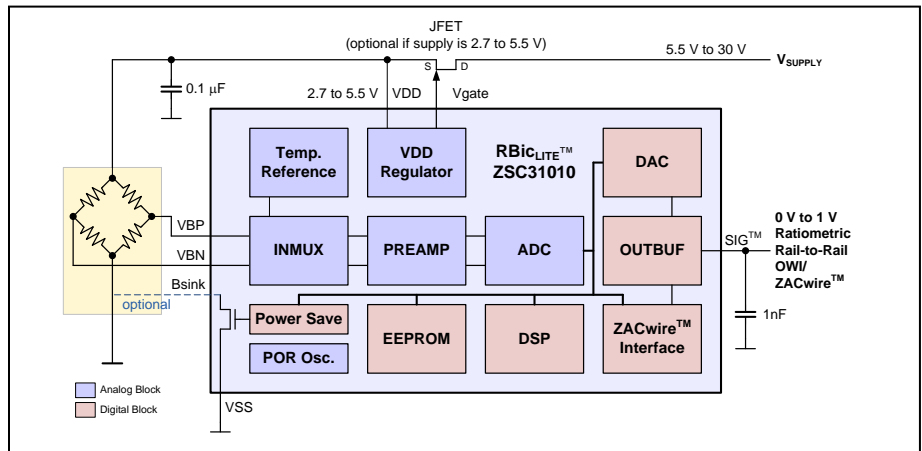 JFET
(optional if supply is 2.7 to 5.5 V)
5.5 V to 30 V
S
D
VSUPPLY
0.1 μF
2.7 to 5.5 V
VDD
Vgate
Temp.
Reference
VDD
Regulator
RBicLITE™
ZSC31010
DAC
VBP
VBN
INMUX
PREAMP
ADC
OUTBUF
SIG™
0 V to 1 V
Ratiometric
Rail-to-Rail
OWI/
ZACwire™
Bsink
optional
Power Save
EEPROM
DSP
ZACwire™
Interface
1nF
POR Osc.
Analog Block
Digital Block
VSS